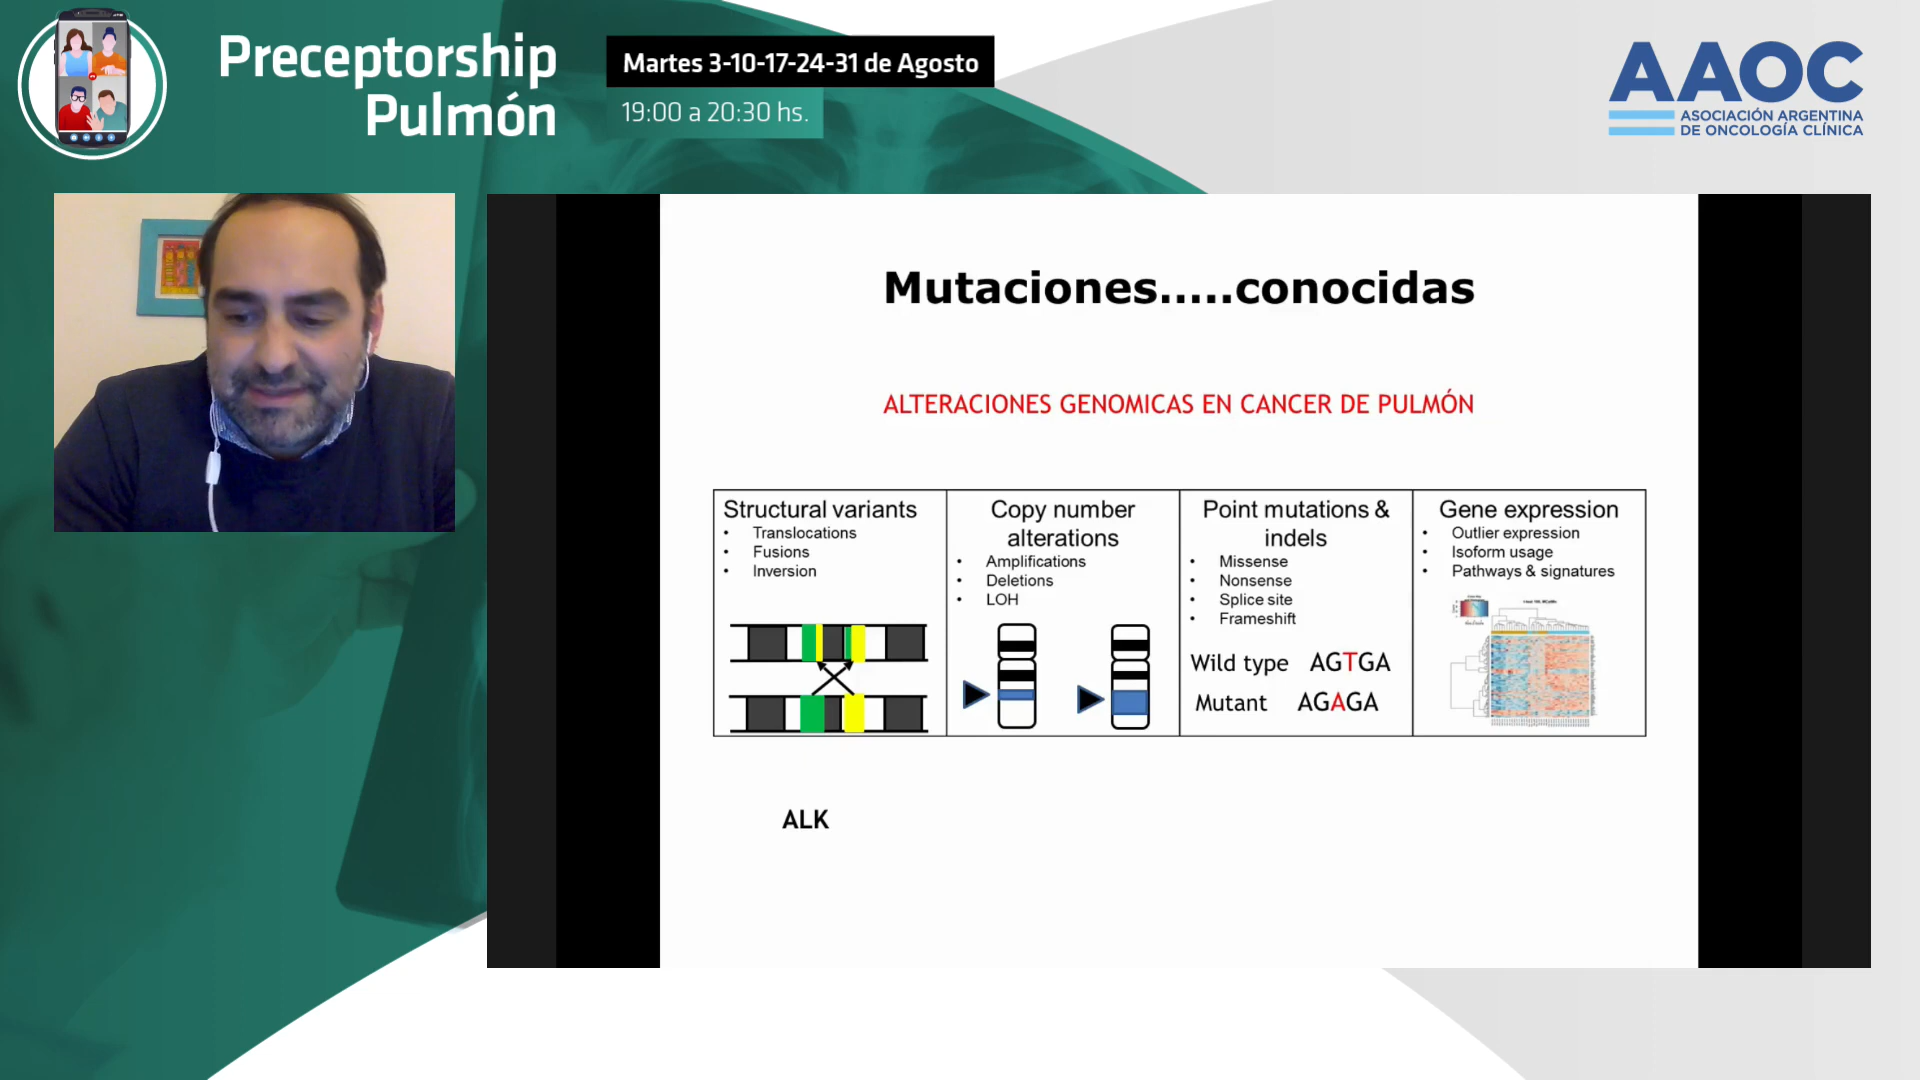 Preceptorship
Pulmón
Martes 3-10-17-24-31 de Agosto
19:00 a 20:30 hs.
AAOC
ASOCIACIÓN ARGENTINA
DE ONCOLOGÍA CLÍNICA
Mutaciones.....conocidas
ALTERACIONES GENOMICAS EN CANCER DE PULMÓN
Structural variants
• Translocations
• Fusions
• Inversion
Copy number
alterations
• Amplifications
• Deletions
• LOH
Point mutations &
indels
• Missense
• Nonsense
• Splice site
• Frameshift
Wild type AGTGA
Mutant AGAGA
Gene expression
• Outlier expression
• Isoform usage
• Pathways & signatures
ALK